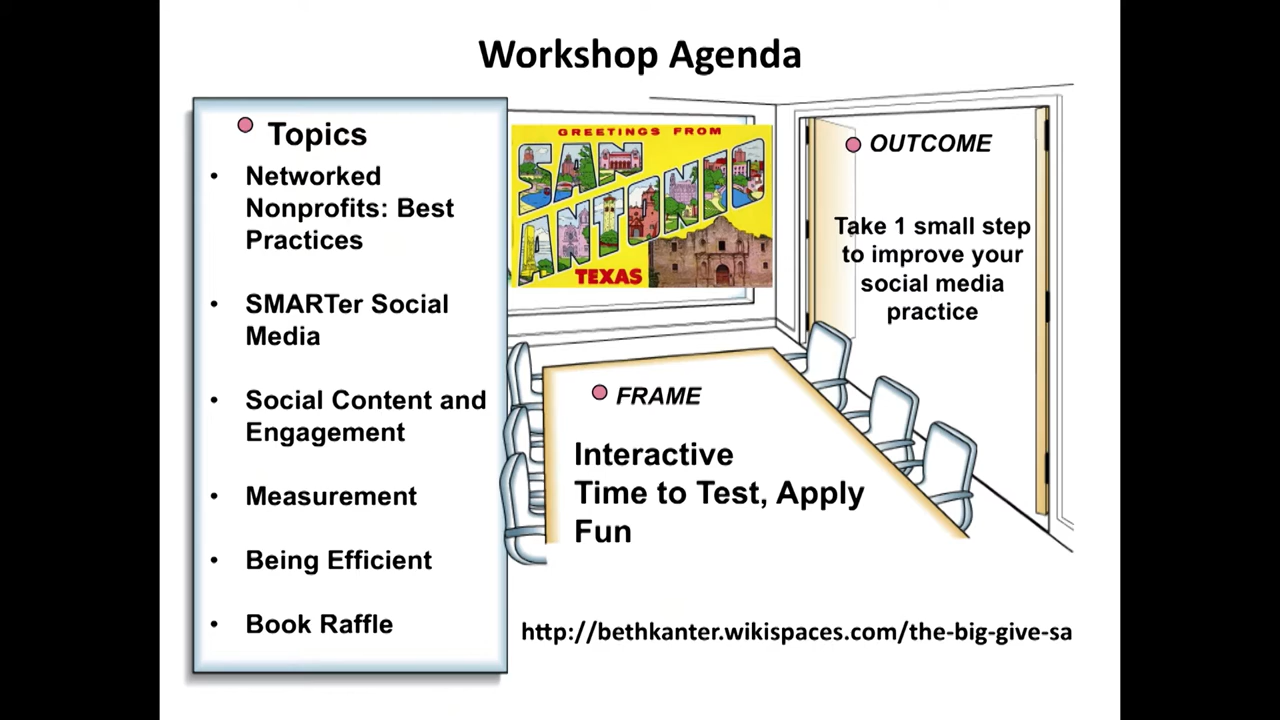 Workshop Agenda
Topics
• Networked
Nonprofits: Best
Practices
• SMARTer Social
Media
• Social Content and
Engagement
• Measurement
• Being Efficient
• Book Raffle
GREETINGS FROM
SAN
ANTONIO
TEXAS
OUTCOME
Take 1 small step
to improve your
social media
practice
FRAME
Interactive
Time to Test, Apply
Fun
http://bethkanter.wikispaces.com/the-big-give-sa